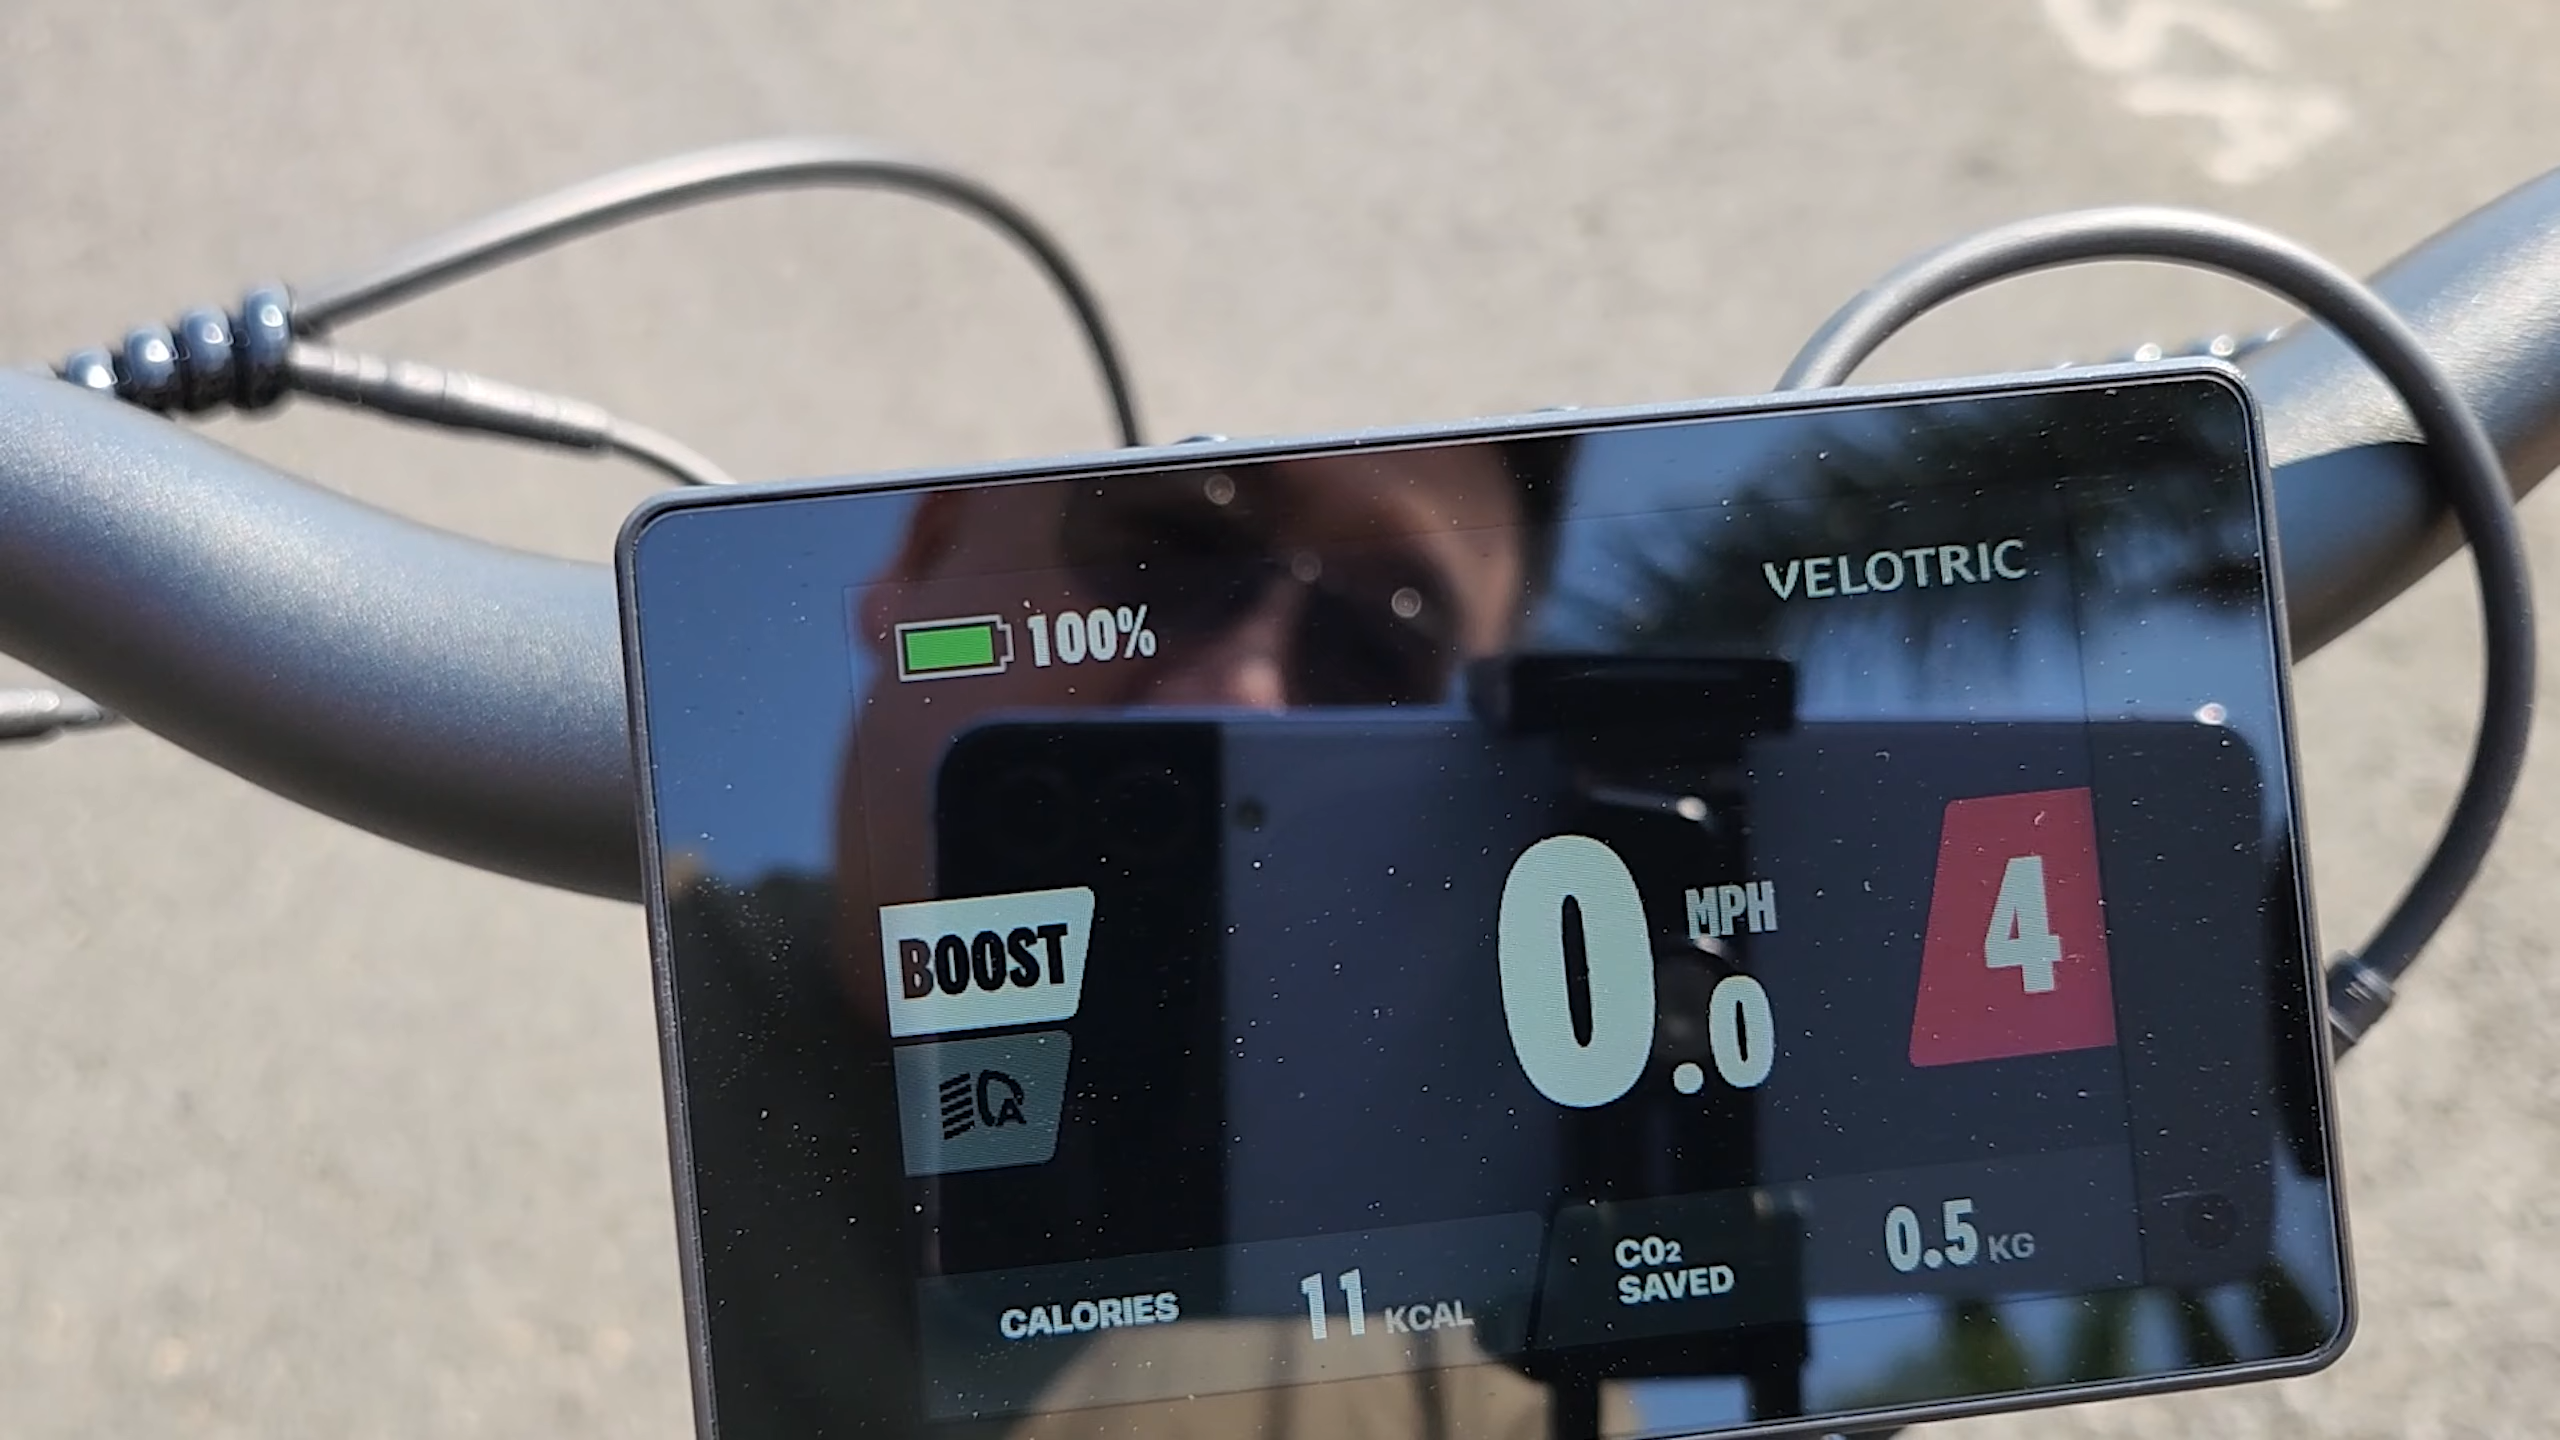 VELOTRIC
100%
BOOST
A
0.0 MPH
4
CALORIES 11 KCAL
CO₂
SAVED
0.5 KG